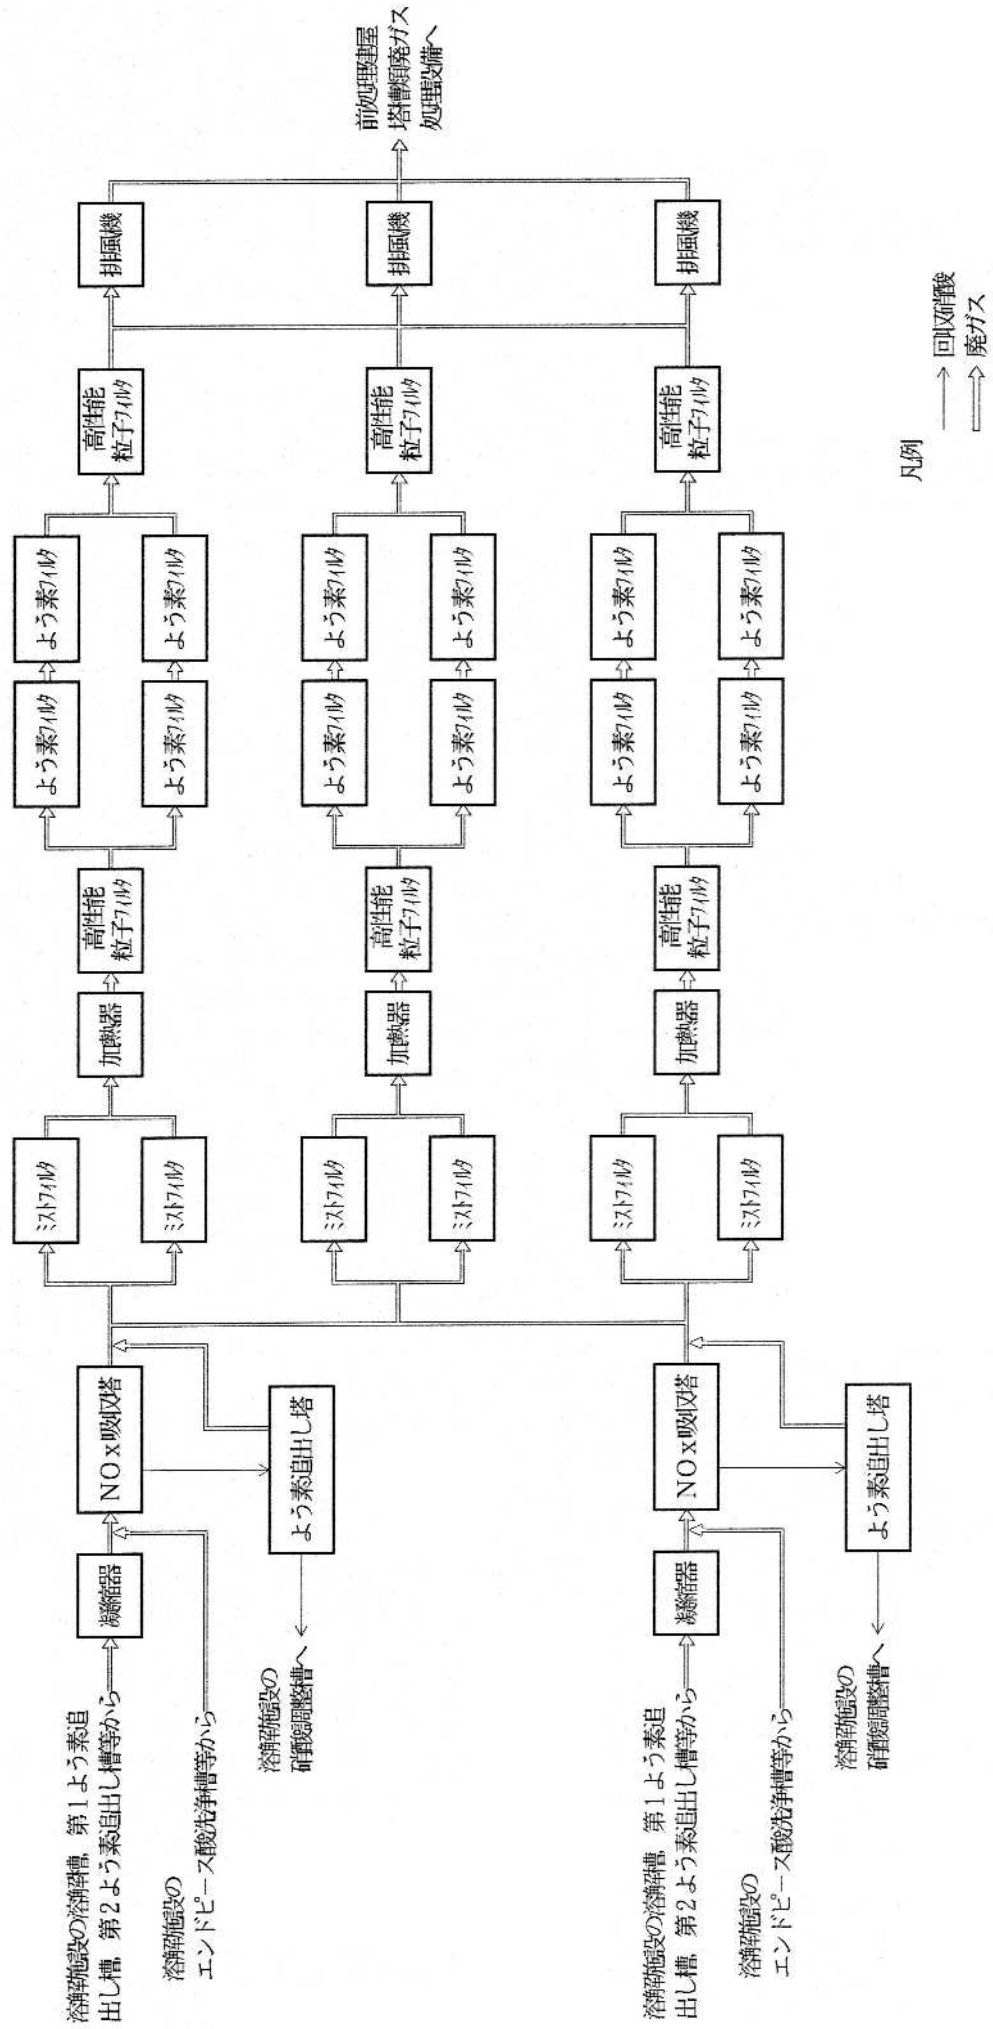 溶解施設の溶解槽，第1よう素追
出し槽，第2よう素追出し槽等から
溶解施設の
エンドピース酸洗浄槽等から
凝縮器
NOx吸収塔
よう素追出し塔
溶解施設の
硝酸調整槽へ
ミストフィルタ
ミストフィルタ
加熱器
高性能
粒子フィルタ
よう素フィルタ
よう素フィルタ
よう素フィルタ
よう素フィルタ
高性能
粒子フィルタ
排風機
ミストフィルタ
ミストフィルタ
加熱器
高性能
粒子フィルタ
よう素フィルタ
よう素フィルタ
よう素フィルタ
よう素フィルタ
高性能
粒子フィルタ
排風機
前処理建屋
塔槽類廃ガス
処理設備へ
溶解施設の溶解槽，第1よう素追
出し槽，第2よう素追出し槽等から
溶解施設の
エンドピース酸洗浄槽等から
凝縮器
NOx吸収塔
よう素追出し塔
溶解施設の
硝酸調整槽へ
ミストフィルタ
ミストフィルタ
加熱器
高性能
粒子フィルタ
よう素フィルタ
よう素フィルタ
よう素フィルタ
よう素フィルタ
高性能
粒子フィルタ
排風機
凡例
回収硝酸
廃ガス